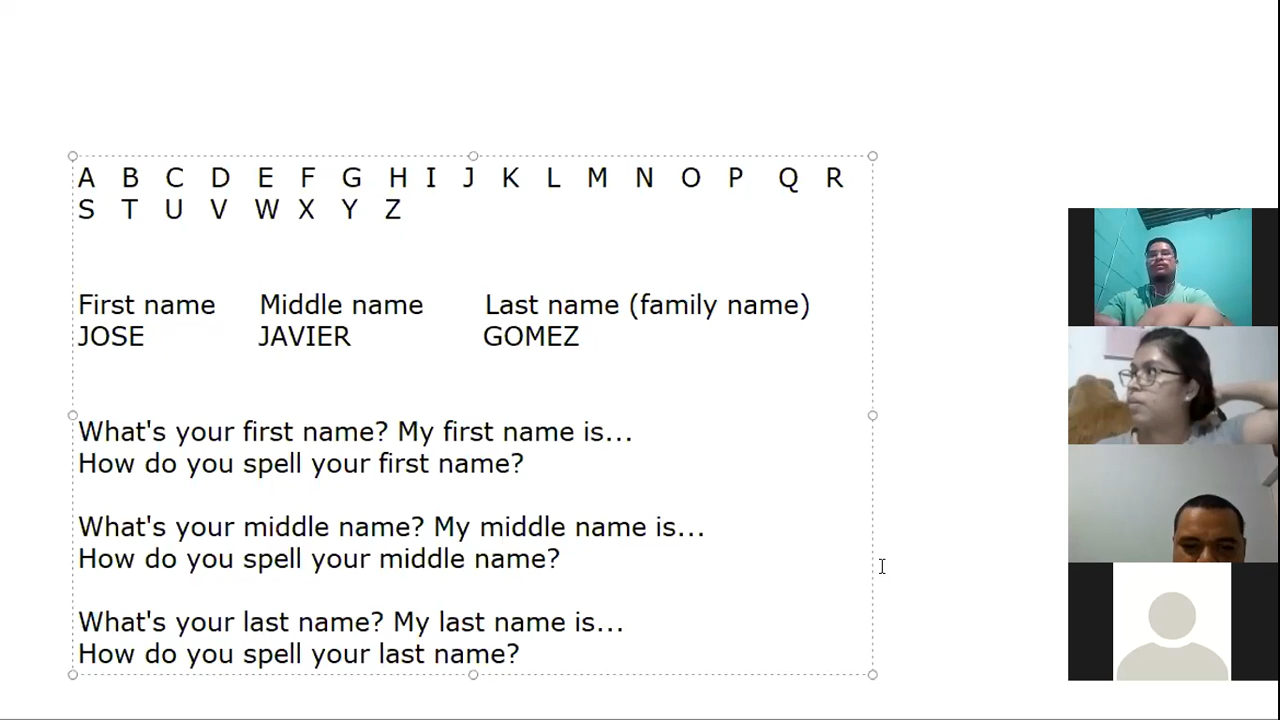 A B C D E F G H I J K L M N O P Q R
S T U V W X Y Z
First name Middle name Last name (family name)
JOSE JAVIER GOMEZ
What's your first name? My first name is...
How do you spell your first name?
What's your middle name? My middle name is...
How do you spell your middle name?
What's your last name? My last name is...
How do you spell your last name?